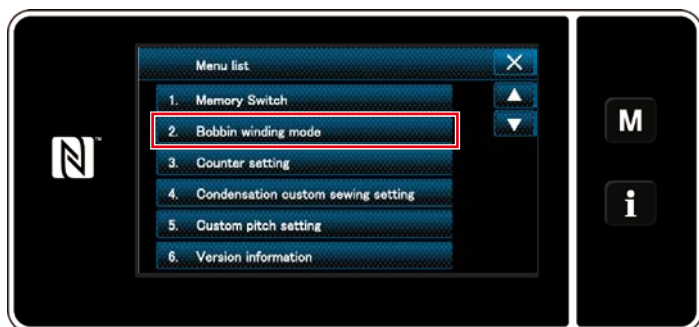 Menu list
1. Memory Switch
2. Bobbin winding mode
3. Counter setting
4. Condensation custom sewing setting
5. Custom pitch setting
6. Version information
M
i
N